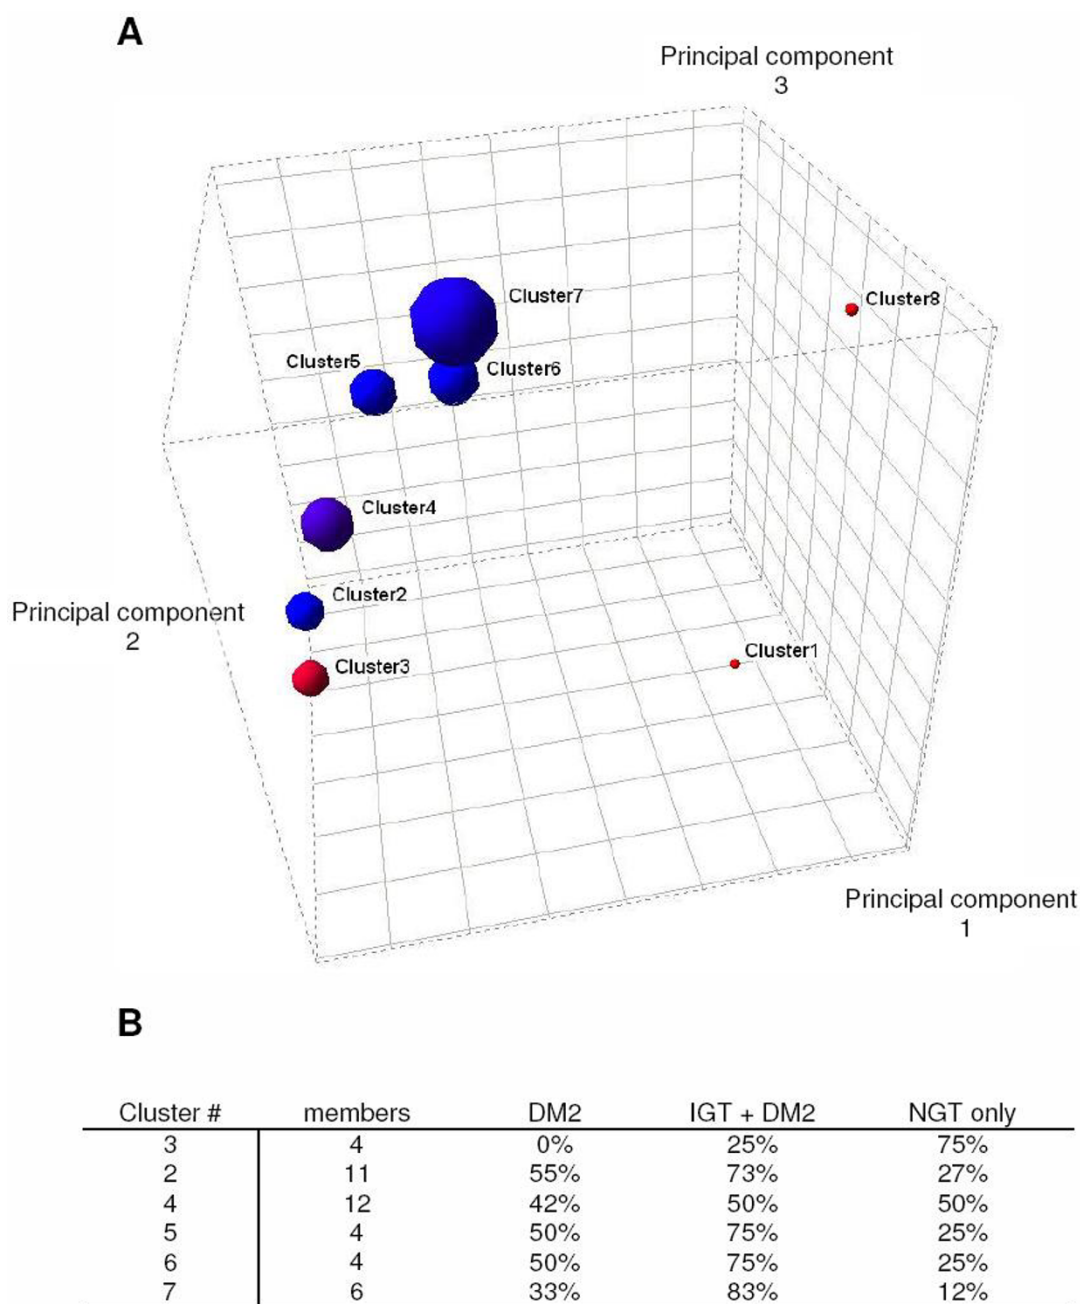 A
Principal component
3
Cluster7
Cluster8
Cluster5
Cluster6
Cluster4
Cluster2
Principal component
2
Cluster3
Cluster1
Principal component
1
B
Cluster # members DM2 IGT + DM2 NGT only
3 4 0% 25% 75%
2 11 55% 73% 27%
4 12 42% 50% 50%
5 4 50% 75% 25%
6 4 50% 75% 25%
7 6 33% 83% 12%